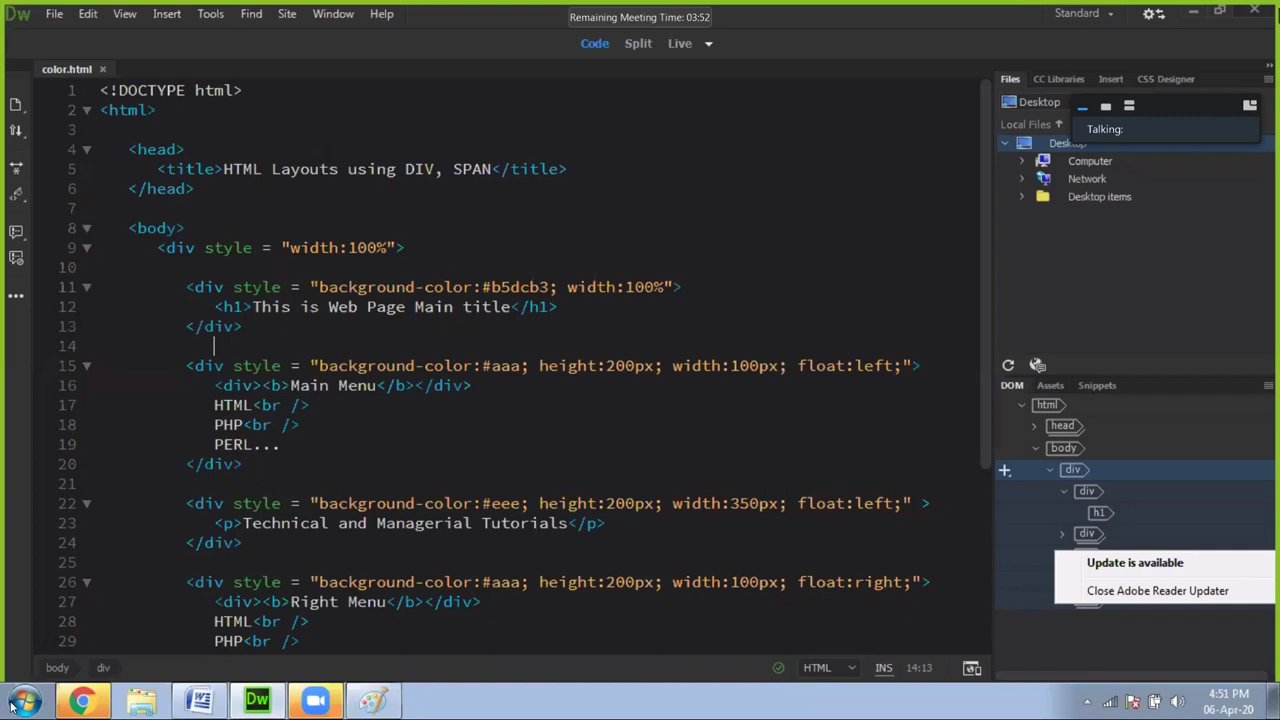 Dw File Edit View Insert Tools Find Site Window Help
Remaining Meeting Time: 03:52
Standard
Code Split Live
color.html
1 <!DOCTYPE html>
2 <html>
3
4 <head>
5 <title>HTML Layouts using DIV, SPAN</title>
6 </head>
7
8 <body>
9 <div style = "width:100%">
10
11 <div style = "background-color:#b5dcb3; width:100%">
12 <h1>This is Web Page Main title</h1>
13 </div>
14
15 <div style = "background-color:#aaa; height:200px; width:100px; float:left;">
16 <div><b>Main Menu</b></div>
17 HTML<br />
18 PHP<br />
19 PERL...
20 </div>
21
22 <div style = "background-color:#eee; height:200px; width:350px; float:left;" >
23 <p>Technical and Managerial Tutorials</p>
24 </div>
25
26 <div style = "background-color:#aaa; height:200px; width:100px; float:right;">
27 <div><b>Right Menu</b></div>
28 HTML<br />
29 PHP<br />
body div
HTML INS 14:13
Files CC Libraries Insert CSS Designer
Desktop
Talking:
Local Files
Desktop
Computer
Network
Desktop items
DOM Assets Snippets
html
head
body
div
div
h1
div
Update is available
Close Adobe Reader Updater
Dw
4:51 PM
06-Apr-20